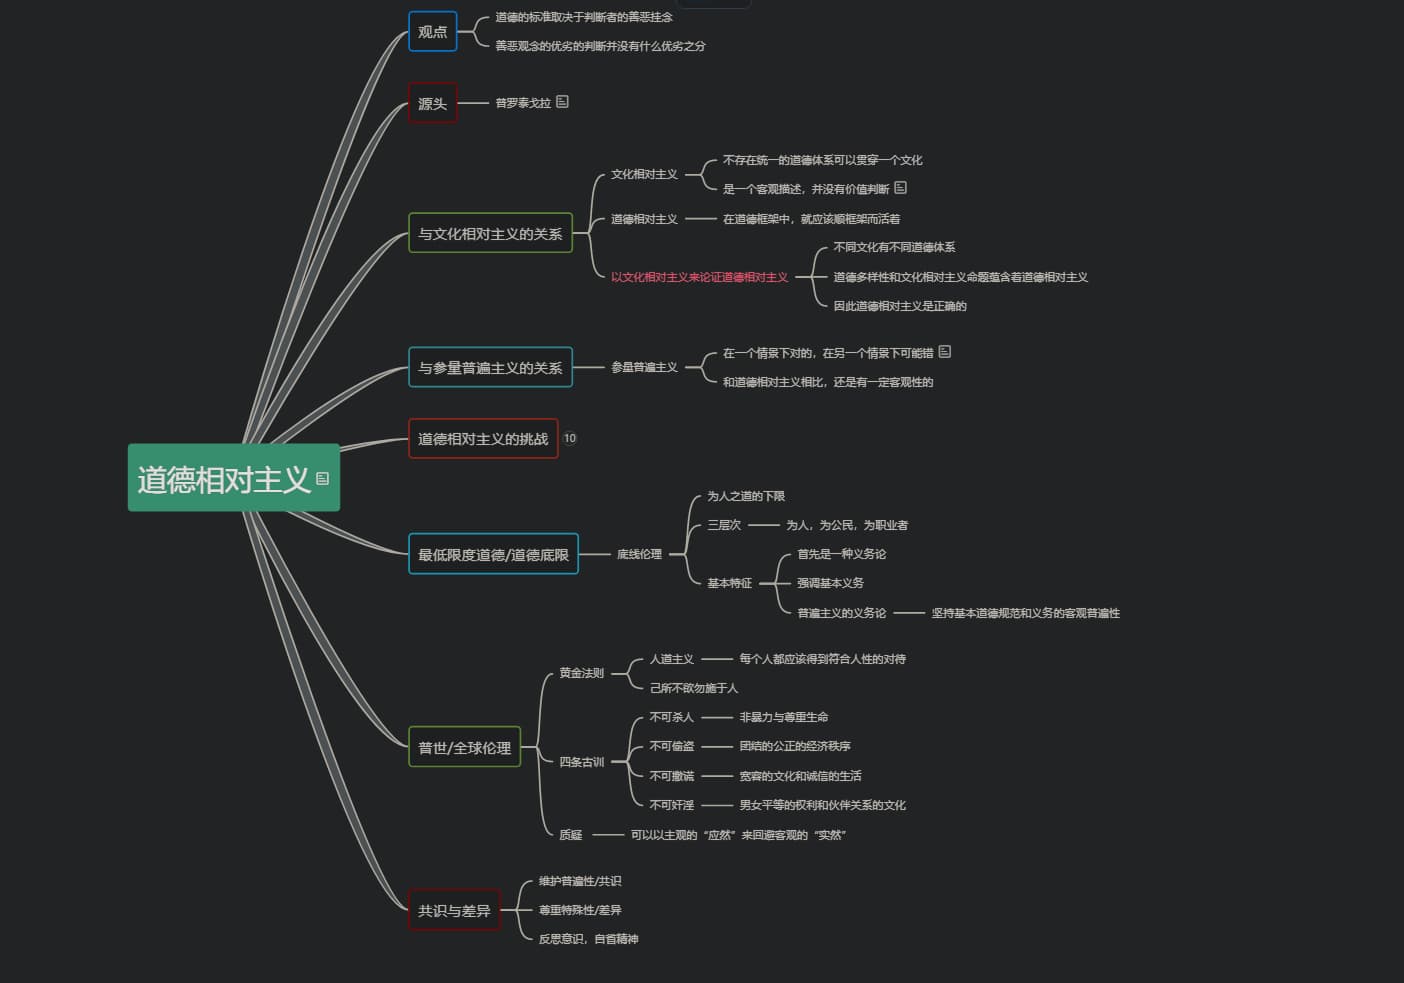 道德相对主义
观点
道德的标准取决于判断者的善恶挂念
善恶观念的优劣的判断并没有什么优劣之分
源头
普罗泰戈拉
与文化相对主义的关系
文化相对主义
不存在统一的道德体系可以贯穿一个文化
是一个客观描述，并没有价值判断
道德相对主义
在道德框架中，就应该顺框架而活着
以文化相对主义来论证道德相对主义
不同文化有不同道德体系
道德多样性和文化相对主义命题蕴含着道德相对主义
因此道德相对主义是正确的
与参量普遍主义的关系
参量普遍主义
在一个情景下对的，在另一个情景下可能错
和道德相对主义相比，还是有一定客观性的
道德相对主义的挑战
10
最低限度道德/道德底限
底线伦理
为人之道的下限
三层次
为人，为公民，为职业者
基本特征
首先是一种义务论
强调基本义务
普遍主义的义务论
坚持基本道德规范和义务的客观普遍性
普世/全球伦理
黄金法则
人道主义
每个人都应该得到符合人性的对待
己所不欲勿施于人
四条古训
不可杀人
非暴力与尊重生命
不可偷盗
团结的公正的经济秩序
不可撒谎
宽容的文化和诚信的生活
不可奸淫
男女平等的权利和伙伴关系的文化
质疑
可以以主观的“应然”来回避客观的“实然”
共识与差异
维护普遍性/共识
尊重特殊性/差异
反思意识，自省精神